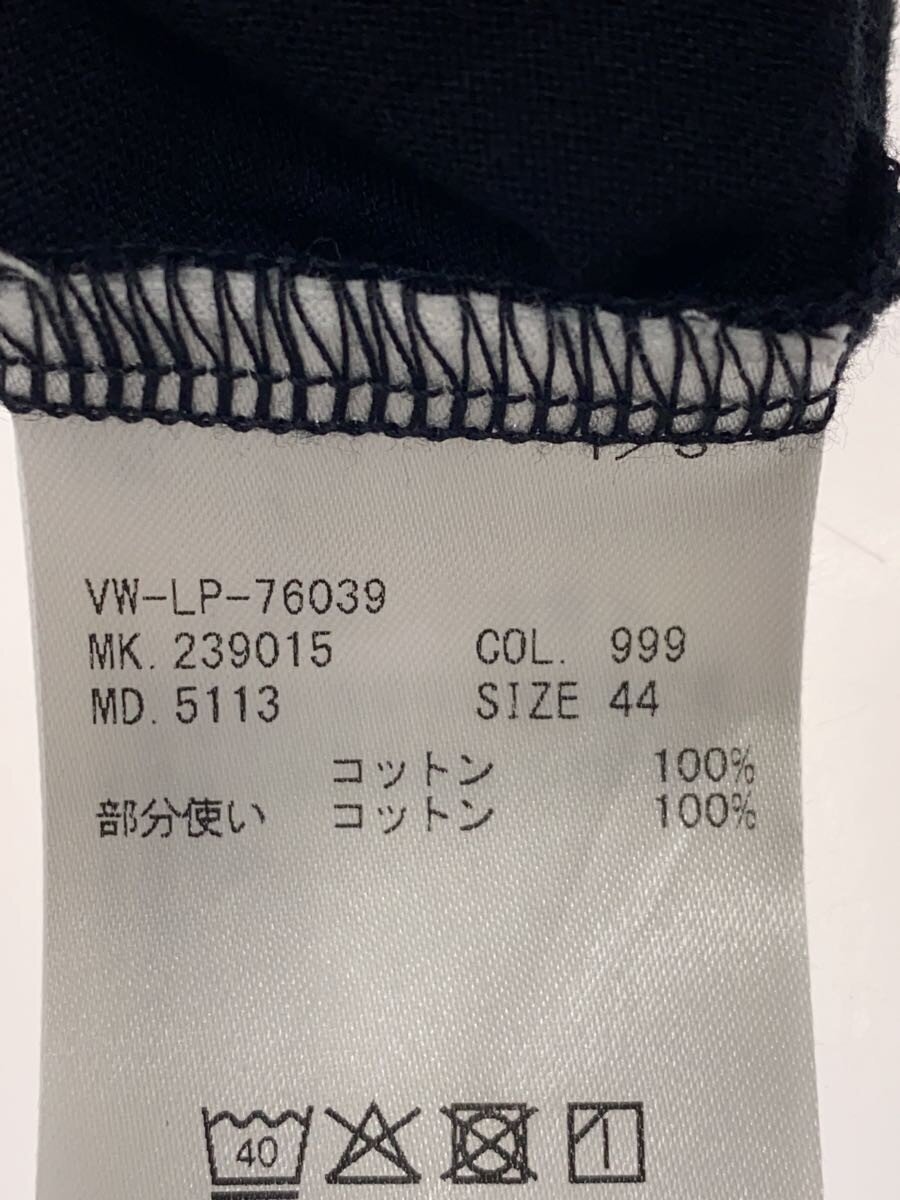 VW-LP-76039
MK. 239015 COL. 999
MD. 5113 SIZE 44
コットン 100%
部分使い コットン 100%
40